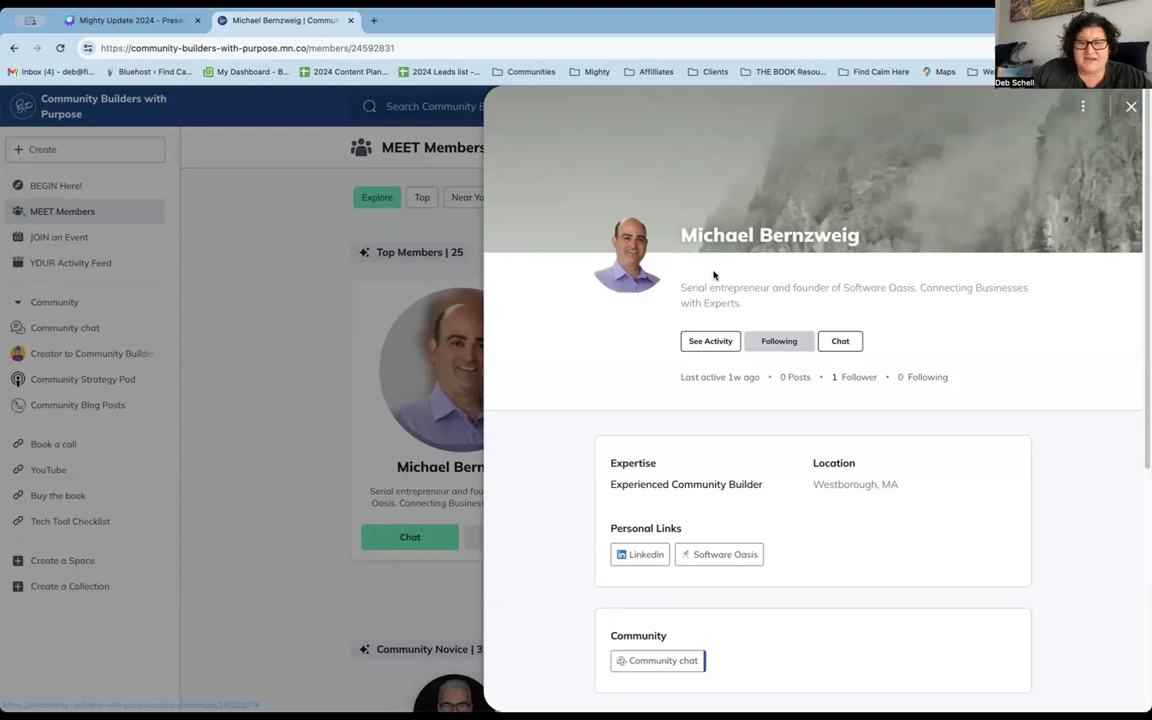 Mighty Update 2024 - Prese
Michael Bernzweig | Commun
https://community-builders-with-purpose.mn.co/members/24592831
Inbox (4) - deb@fi...
Bluehost - Find Ca...
My Dashboard - B...
2024 Content Plan...
2024 Leads list -...
Communities
Mighty
Affilliates
Clients
THE BOOK Resou...
Find Calm Here
Maps
We
Deb Schell
Community Builders with
Purpose
Search Community B
Create
BEGIN Here!
MEET Members
JOIN an Event
YOUR Activity Feed
Community
Community chat
Creator to Community Builder
Community Strategy Pod
Community Blog Posts
Book a call
YouTube
Buy the book
Tech Tool Checklist
Create a Space
Create a Collection
MEET Members
Explore
Top
Near Yo
Top Members | 25
Michael Bern
Serial entrepreneur and fou
Oasis. Connecting Business
Chat
Community Novice | 3
Michael Bernzweig
Serial entrepreneur and founder of Software Oasis. Connecting Businesses
with Experts.
See Activity
Following
Chat
Last active 1w ago • 0 Posts • 1 Follower • 0 Following
Expertise
Experienced Community Builder
Location
Westborough, MA
Personal Links
Linkedin
Software Oasis
Community
Community chat